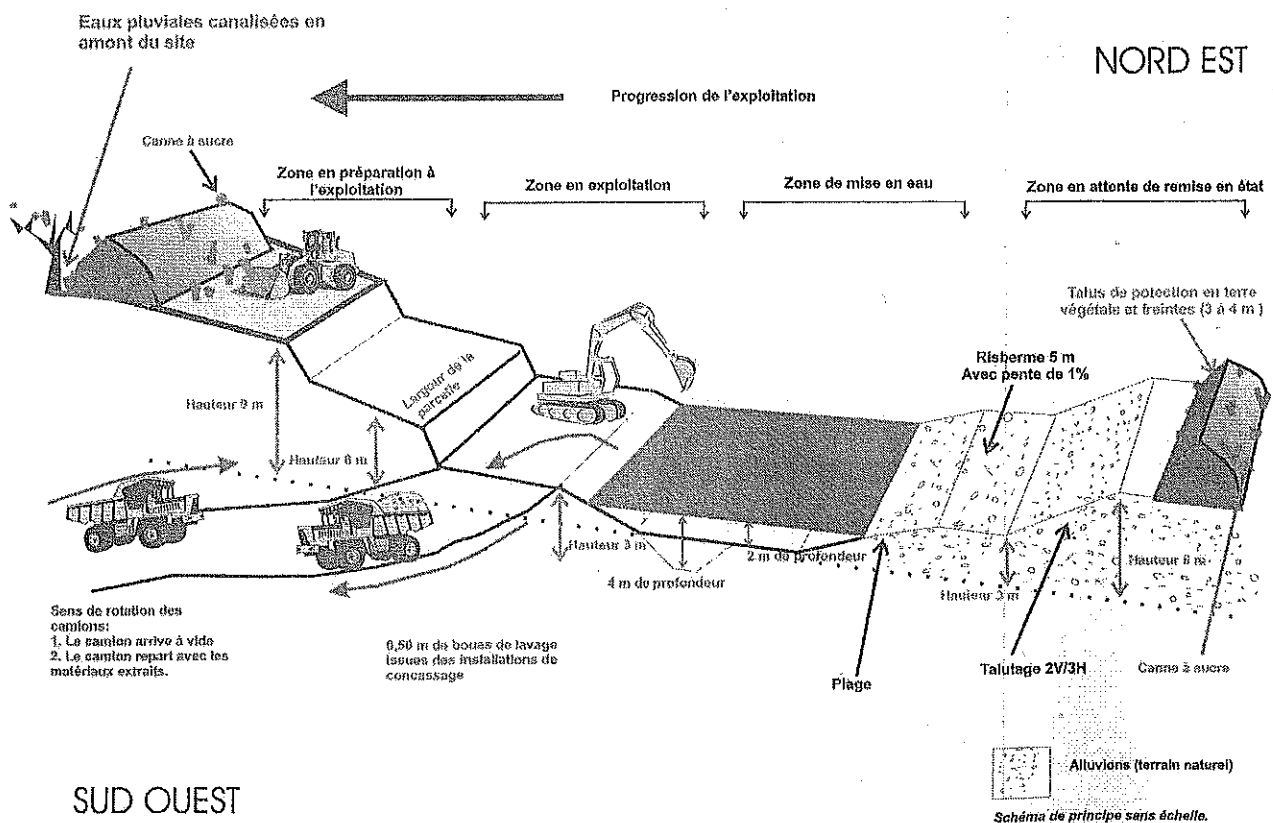 Eaux pluviales canalisées en
amont du site
NORD EST
Progression de l'exploitation
Canne à sucre
Zone en préparation à
l'exploitation
Zone en exploitation
Zone de mise en eau
Zone en attente de remise en état
Talus de potection en terre
végétale et freintes (3 à 4 m )
Risberme 5 m
Avec pente de 1%
Largeur de la
parcelle
Hauteur 9 m
Hauteur 6 m
Hauteur 3 m
2 m de profondeur
4 m de profondeur
Hauteur 3 m
Hauteur 6 m
Sens de rotation des
camions:
1. Le camion arrive à vide
2. Le camion repart avec les
matériaux extraits.
0,50 m de boues de lavage
issues des installations de
concassage
Plage
Talutage 2V/3H
Canne à sucre
Alluvions (terrain naturel)
SUD OUEST
Schéma de principe sans échelle.